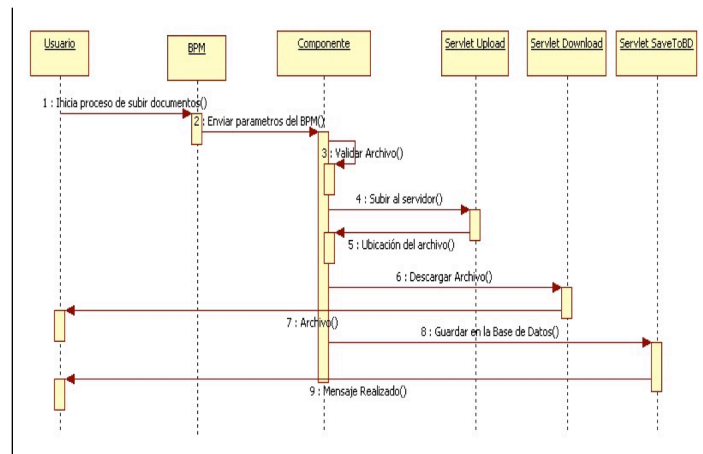 Usuario
BPM
Componente
Servlet Upload
Servlet Download
Servlet SaveToBD
1 : Inicia proceso de subir documentos()
2 : Enviar parametros del BPM()
3 : Validar Archivo()
4 : Subir al servidor()
5 : Ubicación del archivo()
6 : Descargar Archivo()
7 : Archivo()
8 : Guardar en la Base de Datos()
9 : Mensaje Realizado()